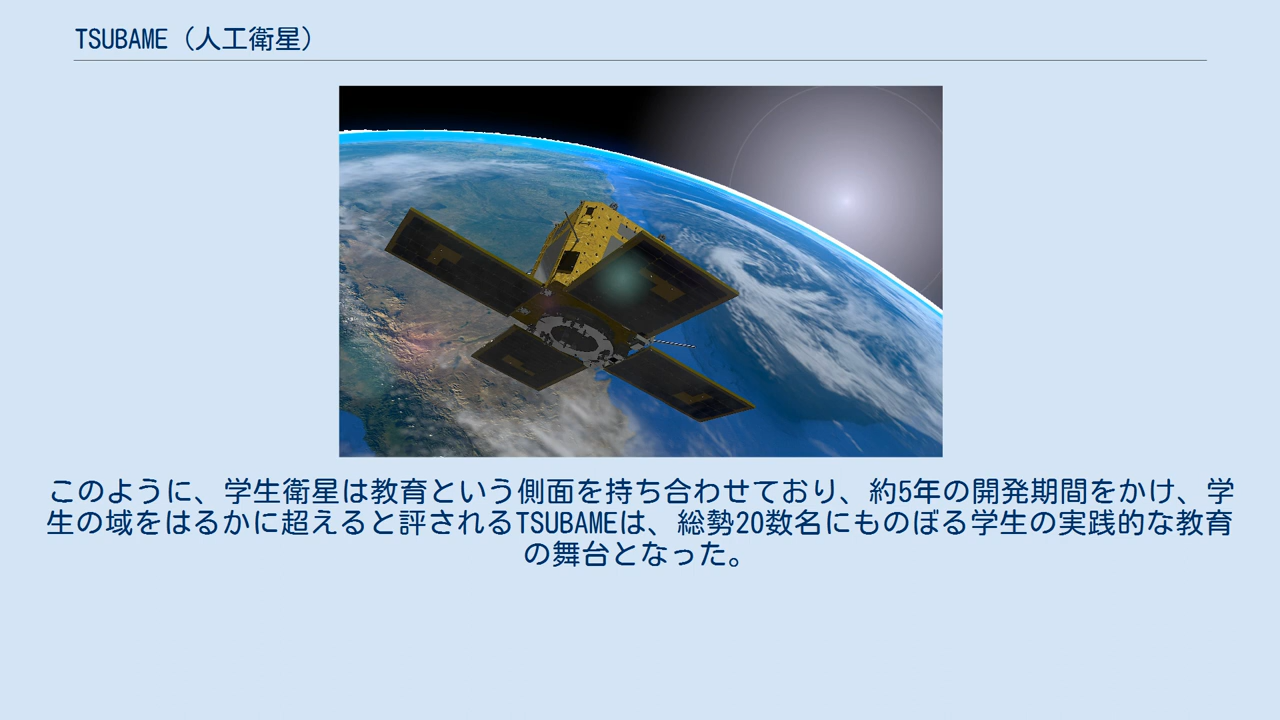 TSUBAME（人工衛星）
このように、学生衛星は教育という側面を持ち合わせており、約5年の開発期間をかけ、学
生の域をはるかに超えると評されるTSUBAMEは、総勢20数名にものぼる学生の実践的な教育
の舞台となった。